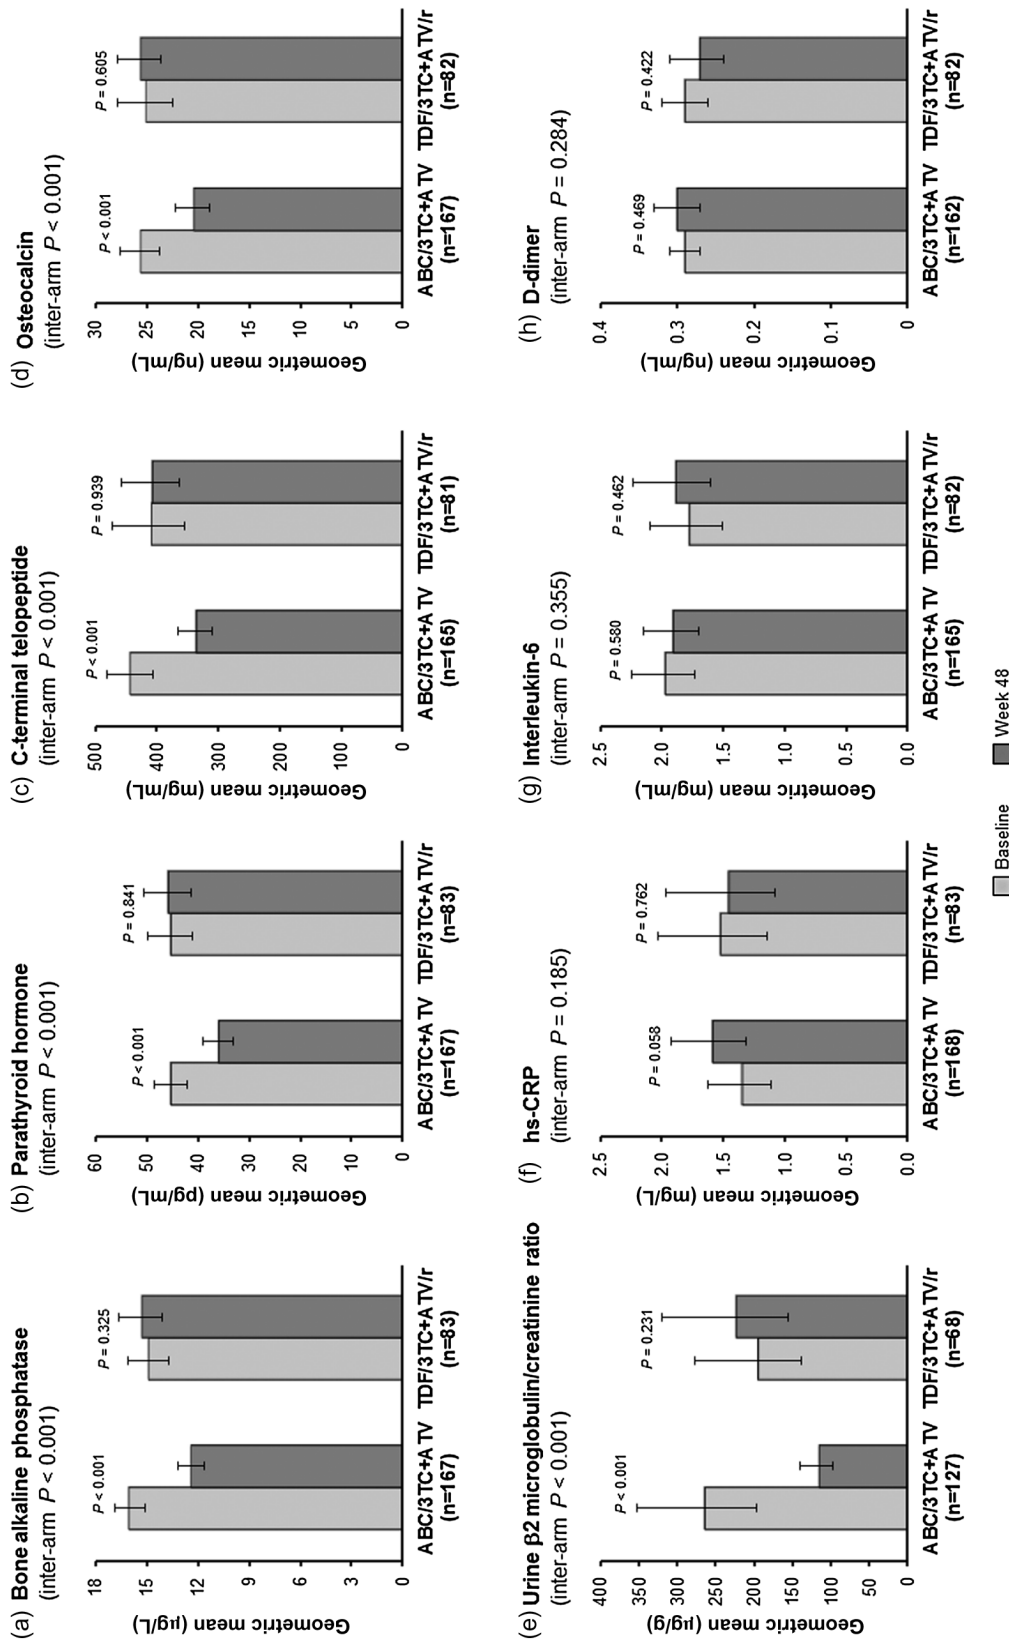 (a) Bone alkaline phosphatase
(inter-arm P < 0.001)
Geometric mean (µg/L)
18
15
12
9
6
3
0
P < 0.001
P = 0.325
ABC/3TC+ATV TDF/3TC+ATV/r
(n=167) (n=83)
(b) Parathyroid hormone
(inter-arm P < 0.001)
Geometric mean (pg/mL)
60
50
40
30
20
10
0
P < 0.001
P = 0.841
ABC/3TC+ATV TDF/3TC+ATV/r
(n=167) (n=83)
(c) C-terminal telopeptide
(inter-arm P < 0.001)
Geometric mean (mg/mL)
500
400
300
200
100
0
P < 0.001
P = 0.939
ABC/3TC+ATV TDF/3TC+ATV/r
(n=165) (n=81)
(d) Osteocalcin
(inter-arm P < 0.001)
Geometric mean (ng/mL)
30
25
20
15
10
5
0
P < 0.001
P = 0.605
ABC/3TC+ATV TDF/3TC+ATV/r
(n=167) (n=82)
(e) Urine β2 microglobulin/creatinine ratio
(inter-arm P < 0.001)
Geometric mean (µg/g)
400
350
300
250
200
150
100
50
0
P < 0.001
P = 0.231
ABC/3TC+ATV TDF/3TC+ATV/r
(n=127) (n=68)
(f) hs-CRP
(inter-arm P = 0.185)
Geometric mean (mg/L)
2.5
2.0
1.5
1.0
0.5
0.0
P = 0.058
P = 0.762
ABC/3TC+ATV TDF/3TC+ATV/r
(n=168) (n=83)
(g) Interleukin-6
(inter-arm P = 0.355)
Geometric mean (ng/mL)
2.5
2.0
1.5
1.0
0.5
0.0
P = 0.580
P = 0.462
ABC/3TC+ATV TDF/3TC+ATV/r
(n=165) (n=82)
(h) D-dimer
(inter-arm P = 0.284)
Geometric mean (ng/mL)
0.4
0.3
0.2
0.1
0
P = 0.469
P = 0.422
ABC/3TC+ATV TDF/3TC+ATV/r
(n=162) (n=82)
Baseline Week 48